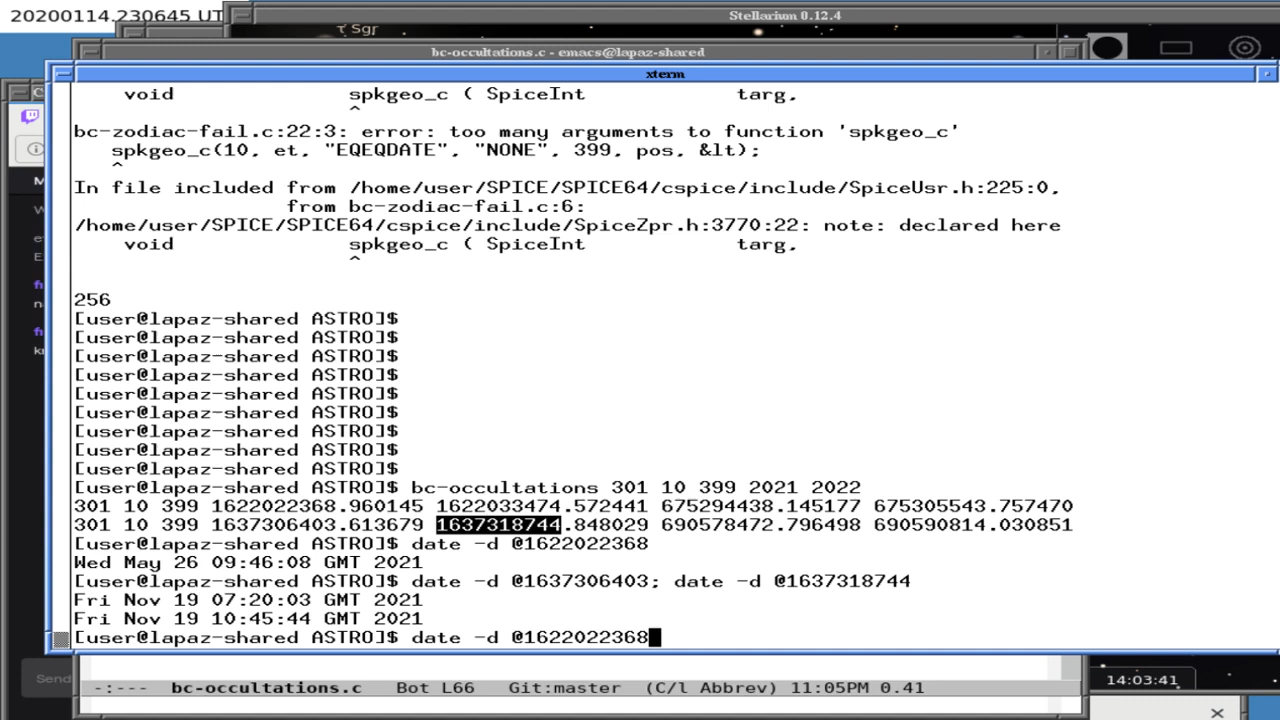 20200114.230645 UT
Stellarium 0.12.4
Sgr
bc-occultations.c - emacs@lapaz-shared
xterm
void spkgeo_c ( SpiceInt targ,
^
bc-zodiac-fail.c:22:3: error: too many arguments to function 'spkgeo_c'
spkgeo_c(10, et, "EQEQDATE", "NONE", 399, pos, &lt);
^
In file included from /home/user/SPICE/SPICE64/cspice/include/SpiceUsr.h:225:0,
from bc-zodiac-fail.c:6:
/home/user/SPICE/SPICE64/cspice/include/SpiceZpr.h:3770:22: note: declared here
void spkgeo_c ( SpiceInt targ,
^
256
[user@lapaz-shared ASTRO]$
[user@lapaz-shared ASTRO]$
[user@lapaz-shared ASTRO]$
[user@lapaz-shared ASTRO]$
[user@lapaz-shared ASTRO]$
[user@lapaz-shared ASTRO]$
[user@lapaz-shared ASTRO]$
[user@lapaz-shared ASTRO]$
[user@lapaz-shared ASTRO]$
[user@lapaz-shared ASTRO]$ bc-occultations 301 10 399 2021 2022
301 10 399 1622022368.960145 1622033474.572441 675294438.145177 675305543.757470
301 10 399 1637306403.613679 1637318744.848029 690578472.796498 690590814.030851
[user@lapaz-shared ASTRO]$ date -d @1622022368
Wed May 26 09:46:08 GMT 2021
[user@lapaz-shared ASTRO]$ date -d @1637306403; date -d @1637318744
Fri Nov 19 07:20:03 GMT 2021
Fri Nov 19 10:45:44 GMT 2021
[user@lapaz-shared ASTRO]$ date -d @1622022368
Send
-:--- bc-occultations.c Bot L66 Git:master (C/l Abbrev) 11:05PM 0.41
14:03:41